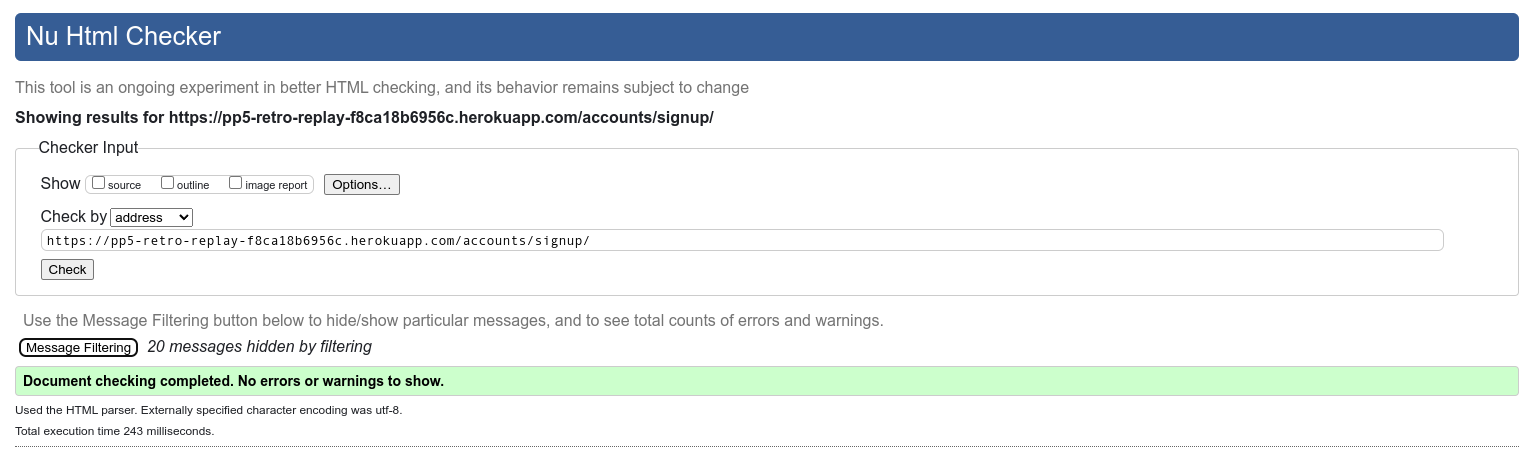 Nu Html Checker
This tool is an ongoing experiment in better HTML checking, and its behavior remains subject to change
Showing results for https://pp5-retro-replay-f8ca18b6956c.herokuapp.com/accounts/signup/
Checker Input
Show source outline image report Options…
Check by address
https://pp5-retro-replay-f8ca18b6956c.herokuapp.com/accounts/signup/
Check
Use the Message Filtering button below to hide/show particular messages, and to see total counts of errors and warnings.
Message Filtering 20 messages hidden by filtering
Document checking completed. No errors or warnings to show.
Used the HTML parser. Externally specified character encoding was utf-8.
Total execution time 243 milliseconds.